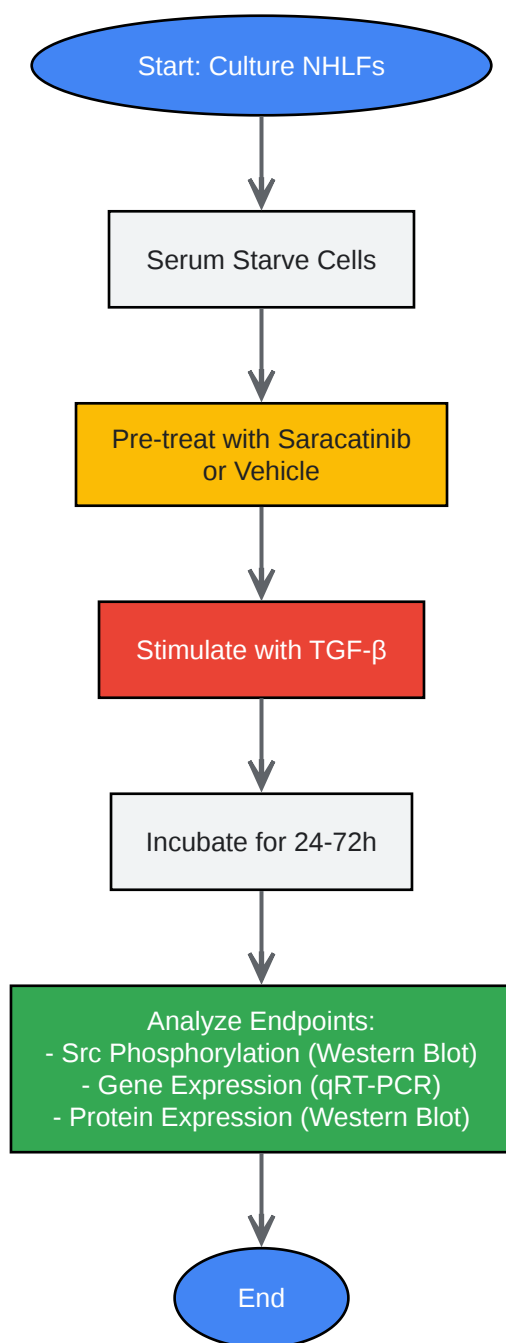 Start: Culture NHLFs
Serum Starve Cells
Pre-treat with Saracatinib
or Vehicle
Stimulate with TGF-β
Incubate for 24-72h
Analyze Endpoints:
- Src Phosphorylation (Western Blot)
- Gene Expression (qRT-PCR)
- Protein Expression (Western Blot)
End